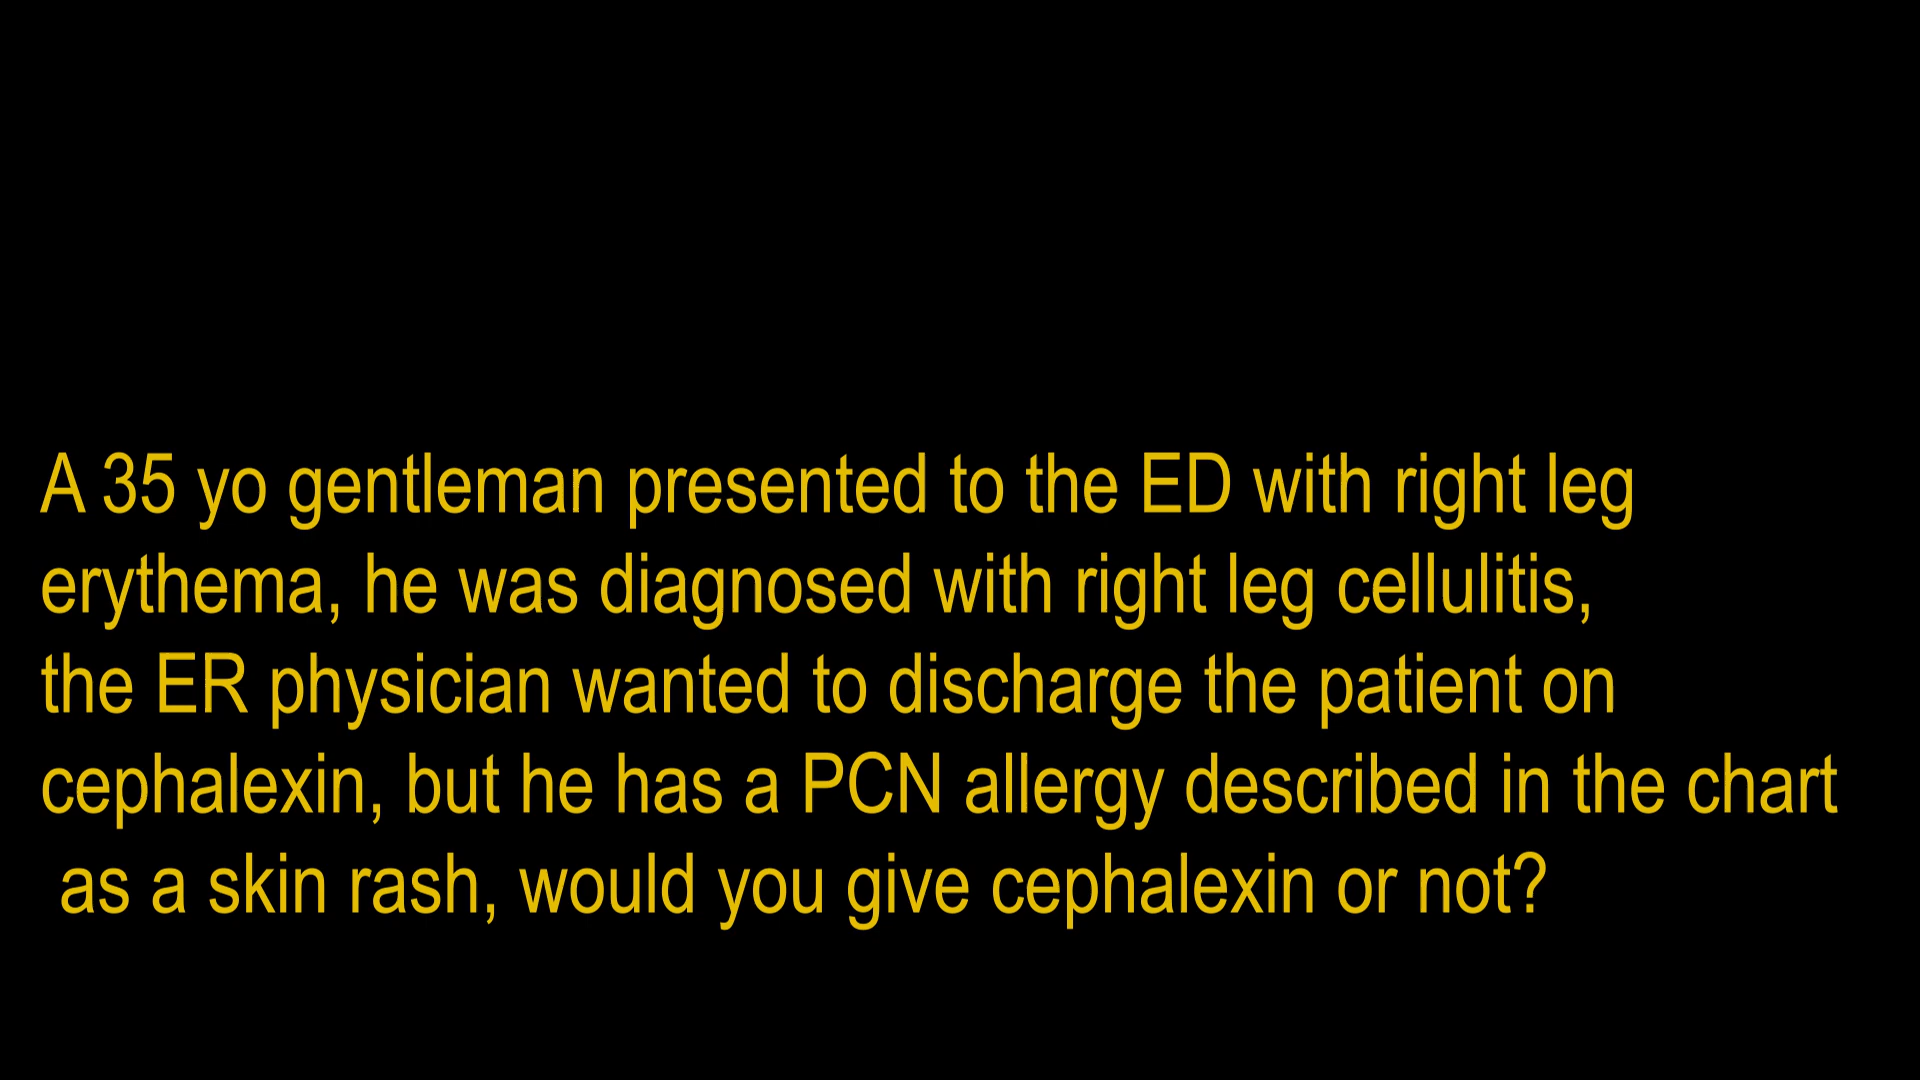 A 35 yo gentleman presented to the ED with right leg
erythema, he was diagnosed with right leg cellulitis,
the ER physician wanted to discharge the patient on
cephalexin, but he has a PCN allergy described in the chart
as a skin rash, would you give cephalexin or not?